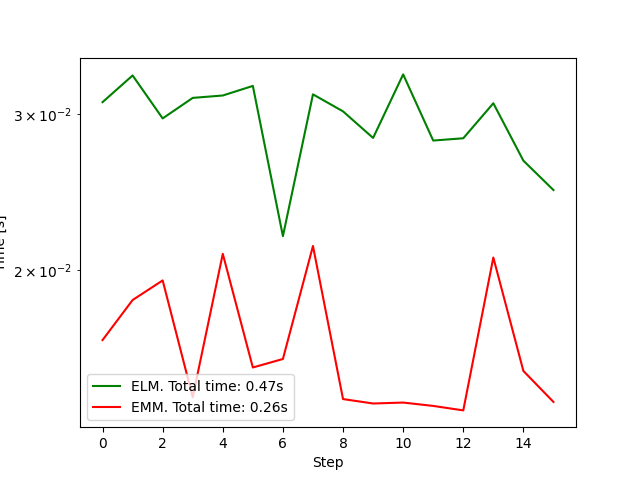 3 × 10⁻²
2 × 10⁻²
[s]
ELM. Total time: 0.47s
EMM. Total time: 0.26s
0 2 4 6 8 10 12 14
Step